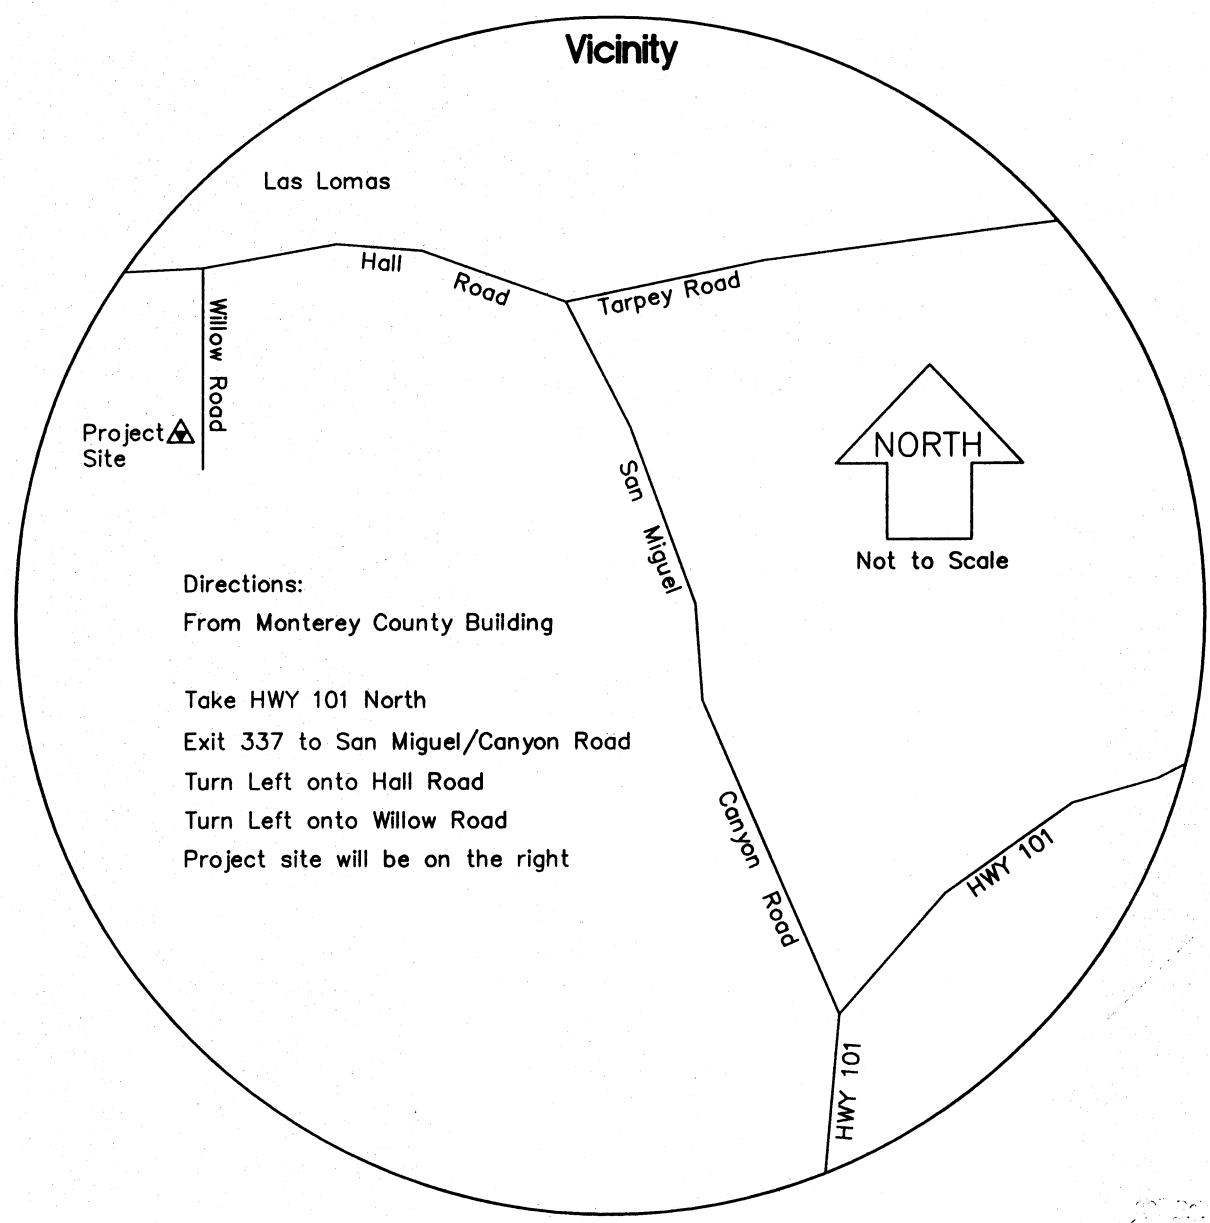 Vicinity
Las Lomas
Hall Road
Tarpey Road
Willow Road
Project
Site
NORTH
Not to Scale
San Miguel
Canyon Road
HWY 101
HWY 101
Directions:
From Monterey County Building
Take HWY 101 North
Exit 337 to San Miguel/Canyon Road
Turn Left onto Hall Road
Turn Left onto Willow Road
Project site will be on the right